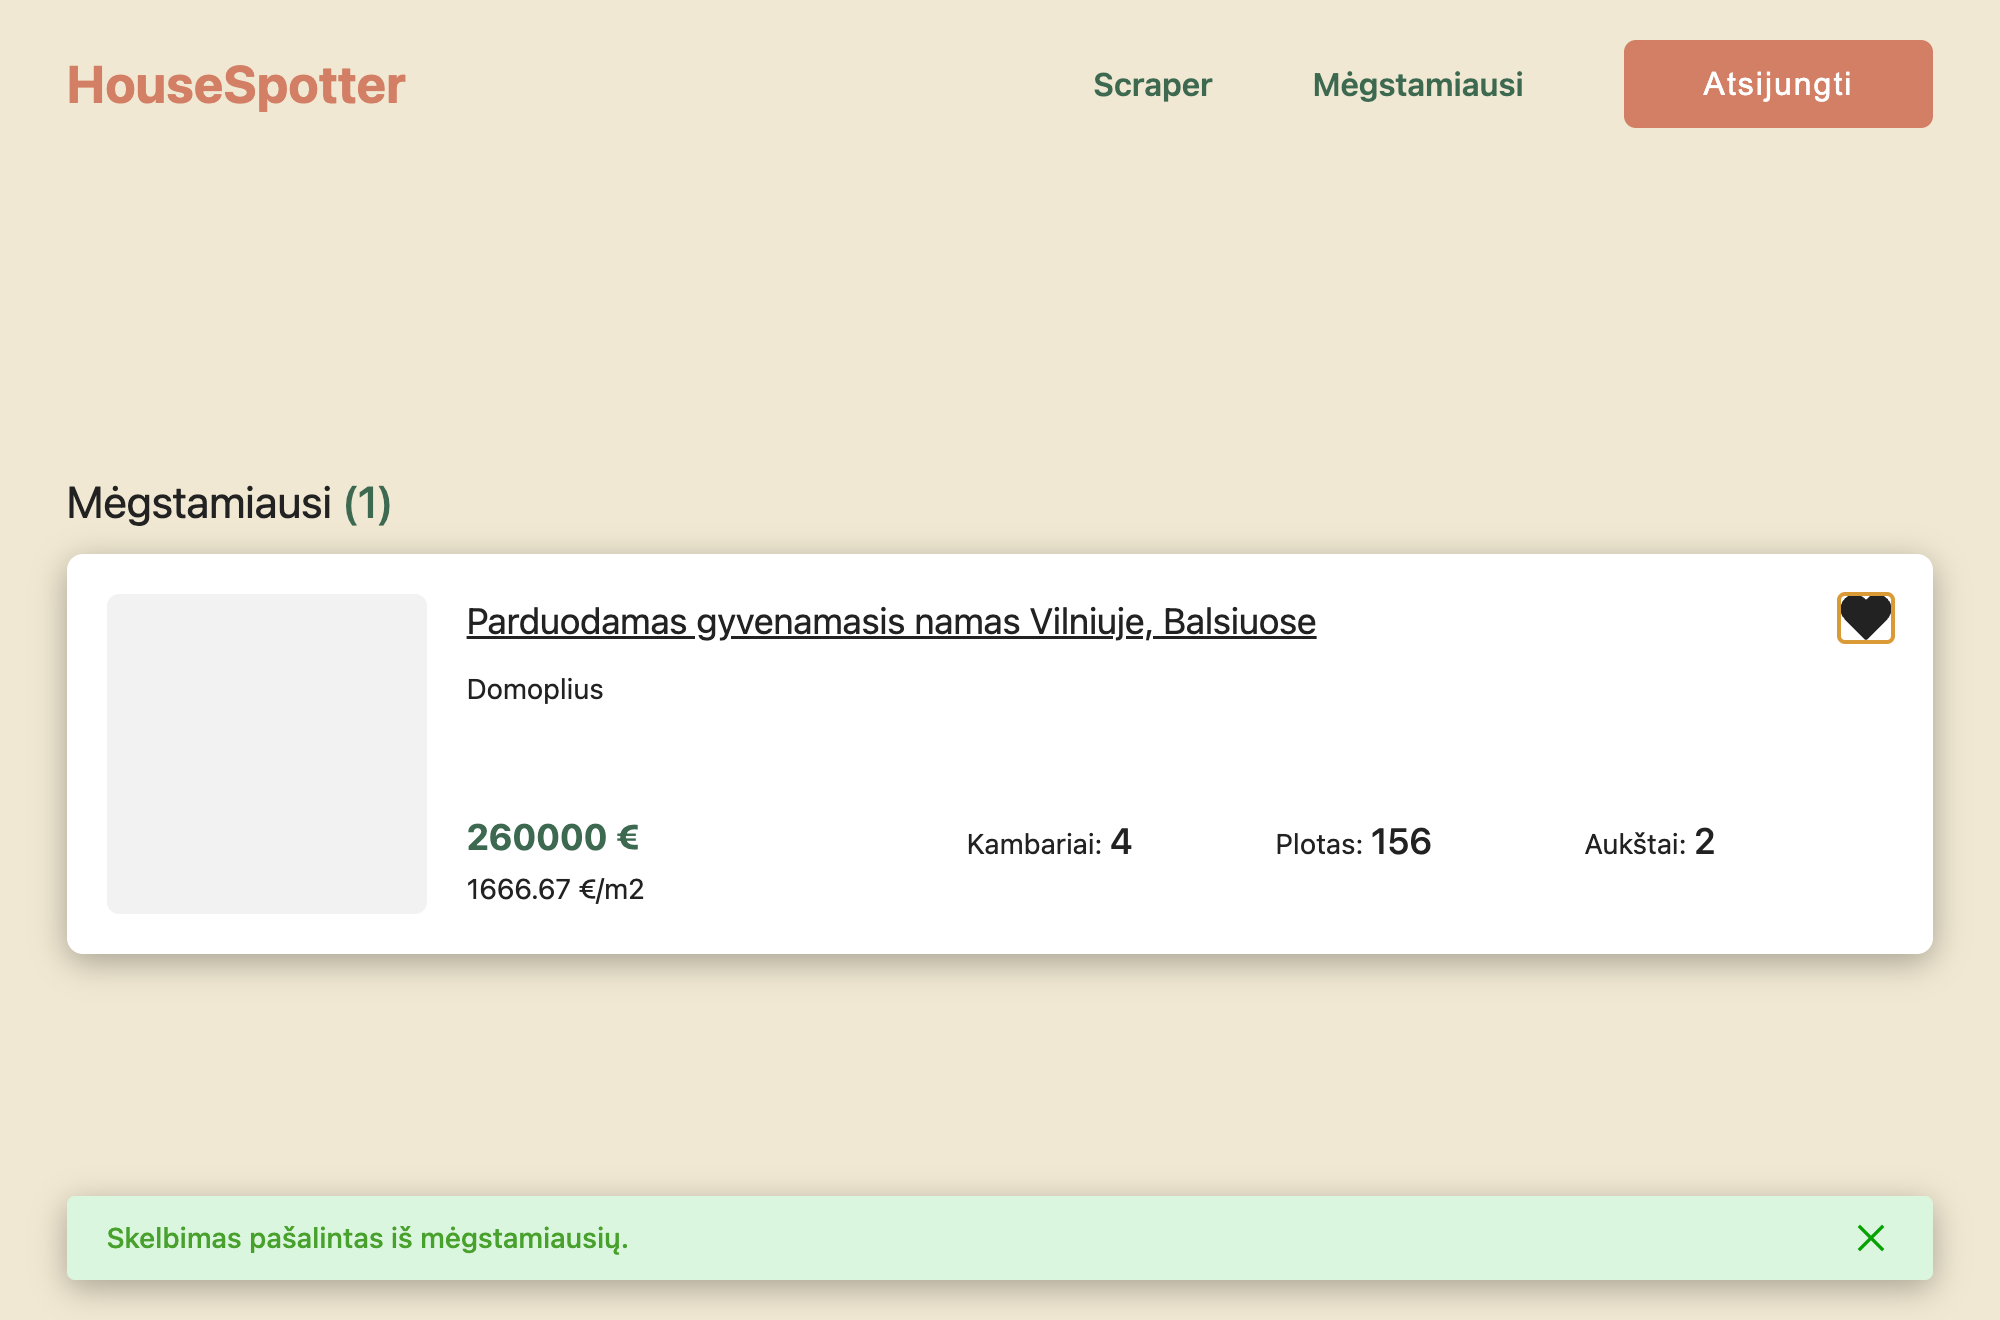 HouseSpotter
Scraper
Mėgstamiausi
Atsijungti
Mėgstamiausi (1)
Parduodamas gyvenamasis namas Vilniuje, Balsiuose
Domoplius
260000 €
Kambariai: 4
Plotas: 156
Aukštai: 2
1666.67 €/m2
Skelbimas pašalintas iš mėgstamiausių.